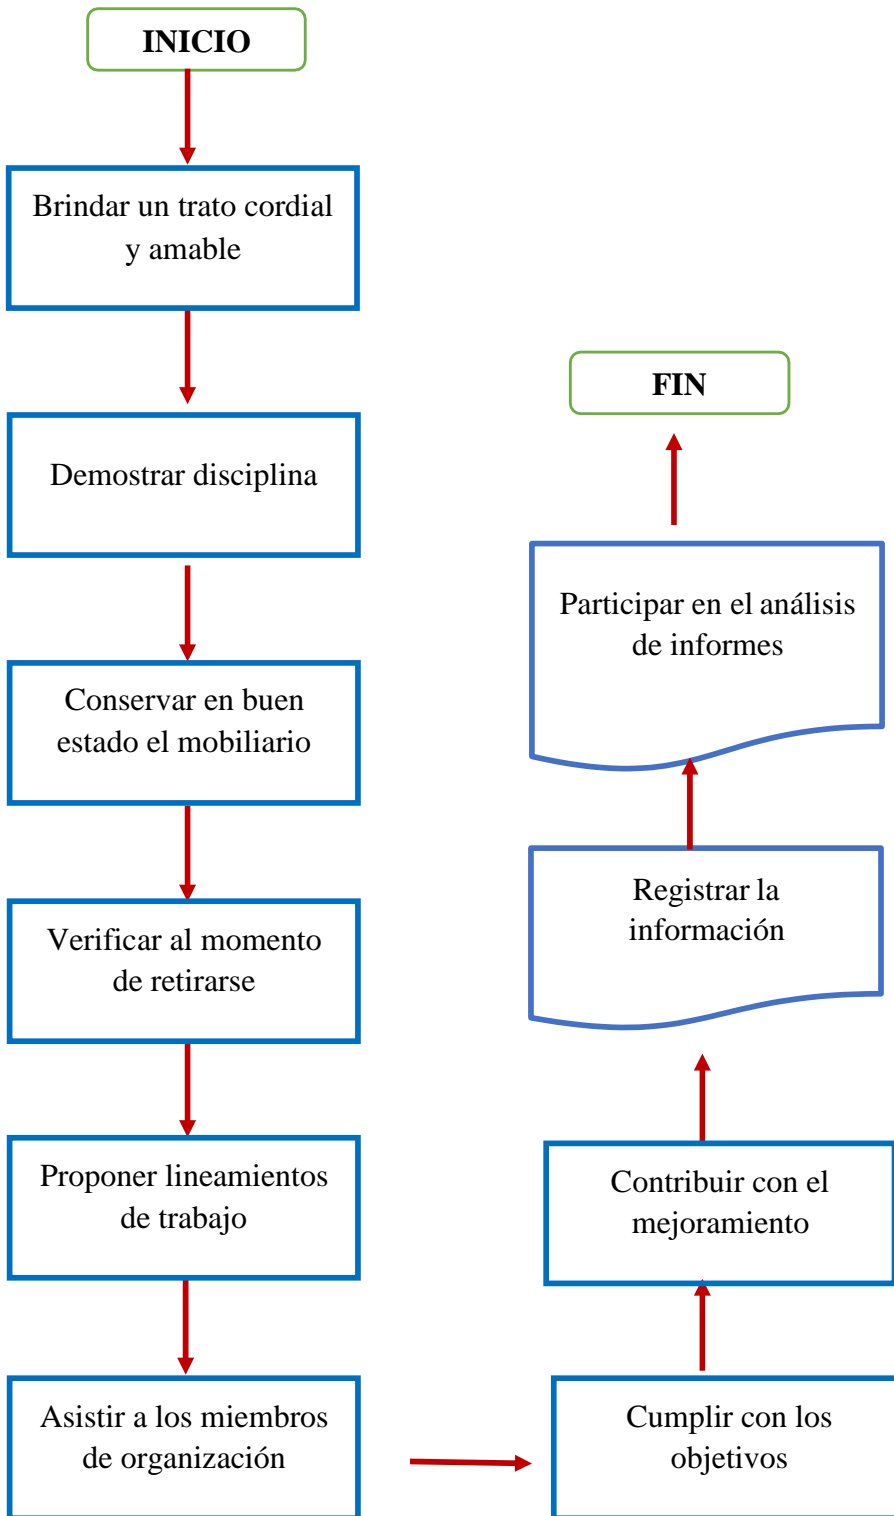 INICIO
Brindar un trato cordial
y amable
Demostrar disciplina
Conservar en buen
estado el mobiliario
Verificar al momento
de retirarse
Proponer lineamientos
de trabajo
Asistir a los miembros
de organización
Cumplir con los
objetivos
Contribuir con el
mejoramiento
Registrar la
información
Participar en el análisis
de informes
FIN